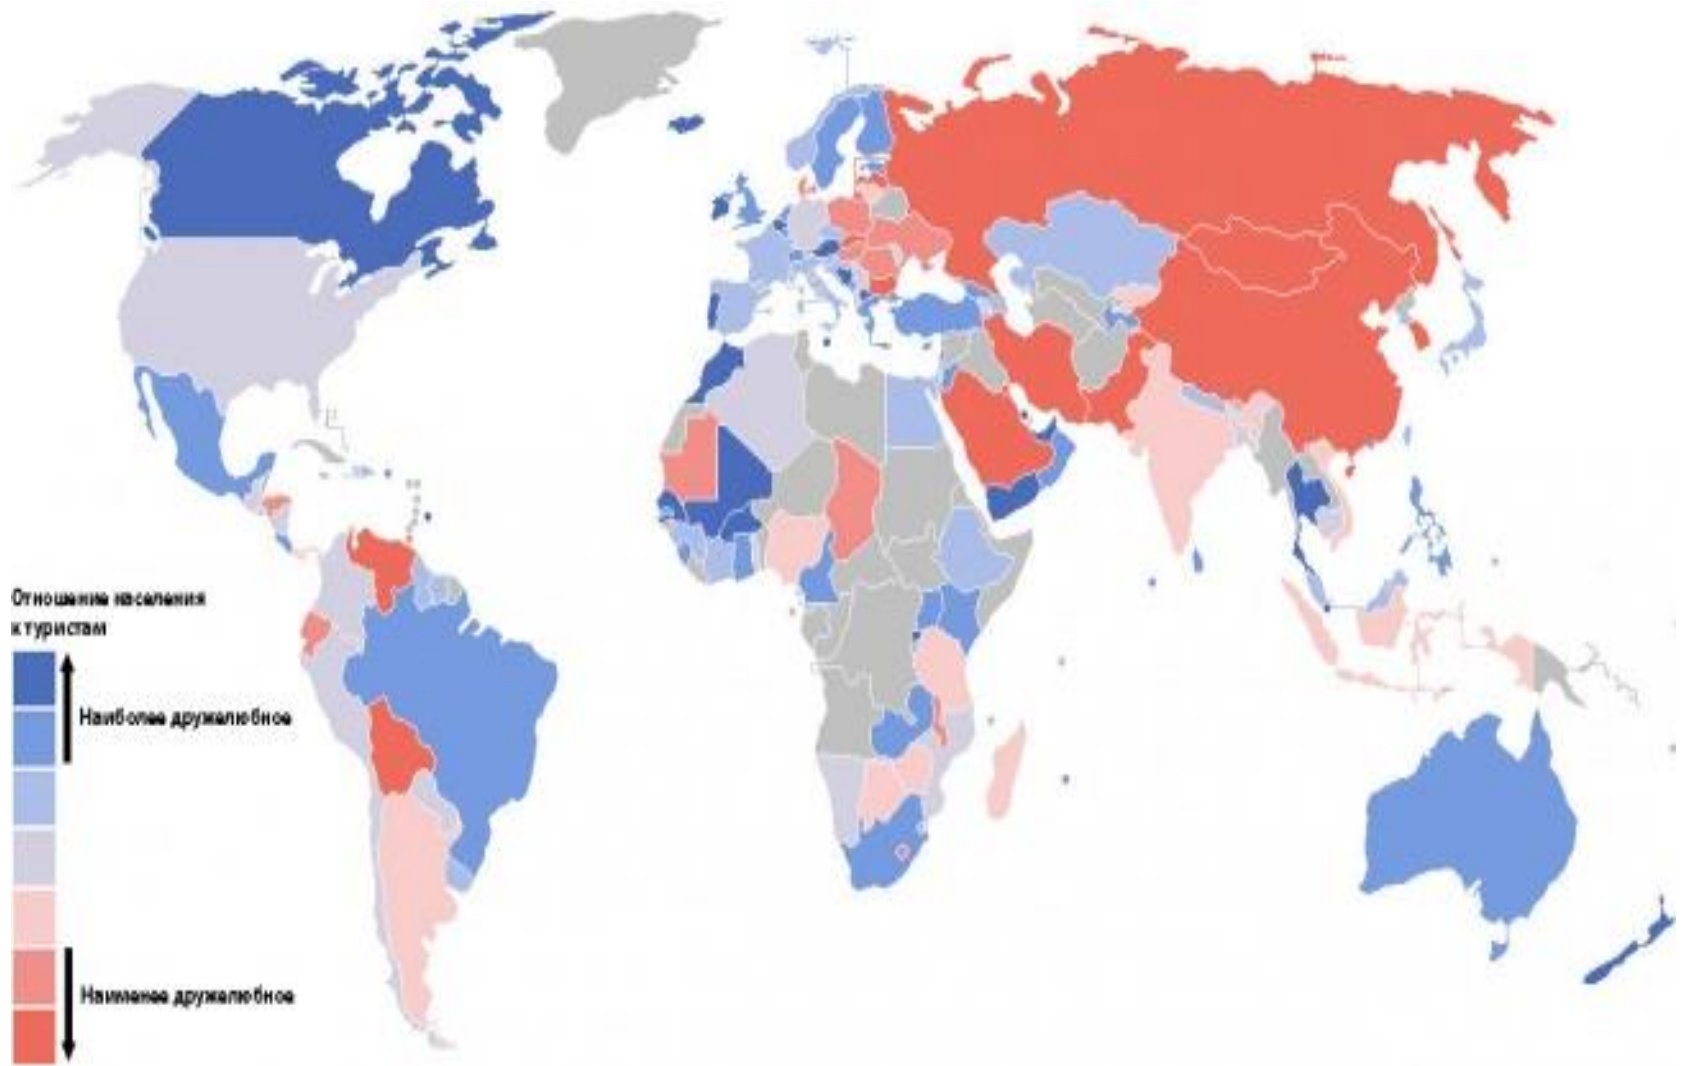 Отношение населения
к туристам
Наиболее дружелюбное
Наименее дружелюбное